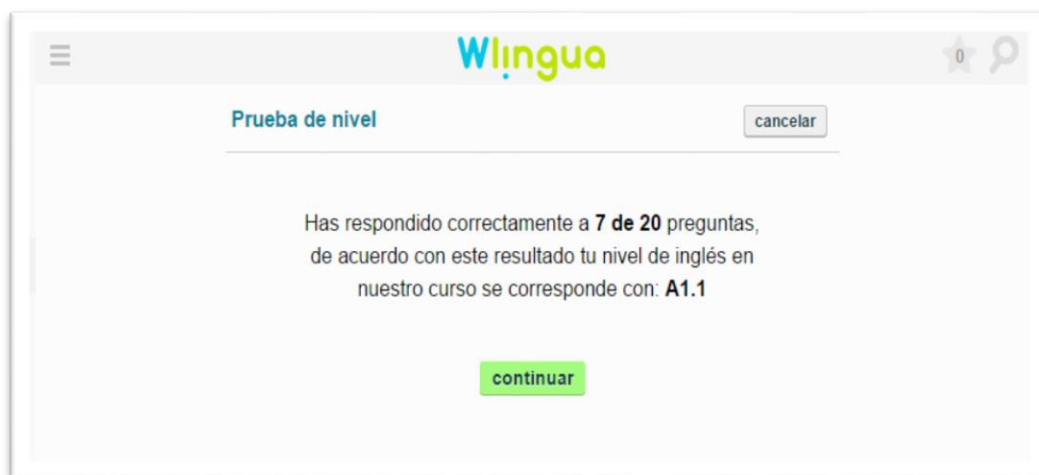 Wlingua
0
Prueba de nivel
cancelar
Has respondido correctamente a 7 de 20 preguntas,
de acuerdo con este resultado tu nivel de inglés en
nuestro curso se corresponde con: A1.1
continuar